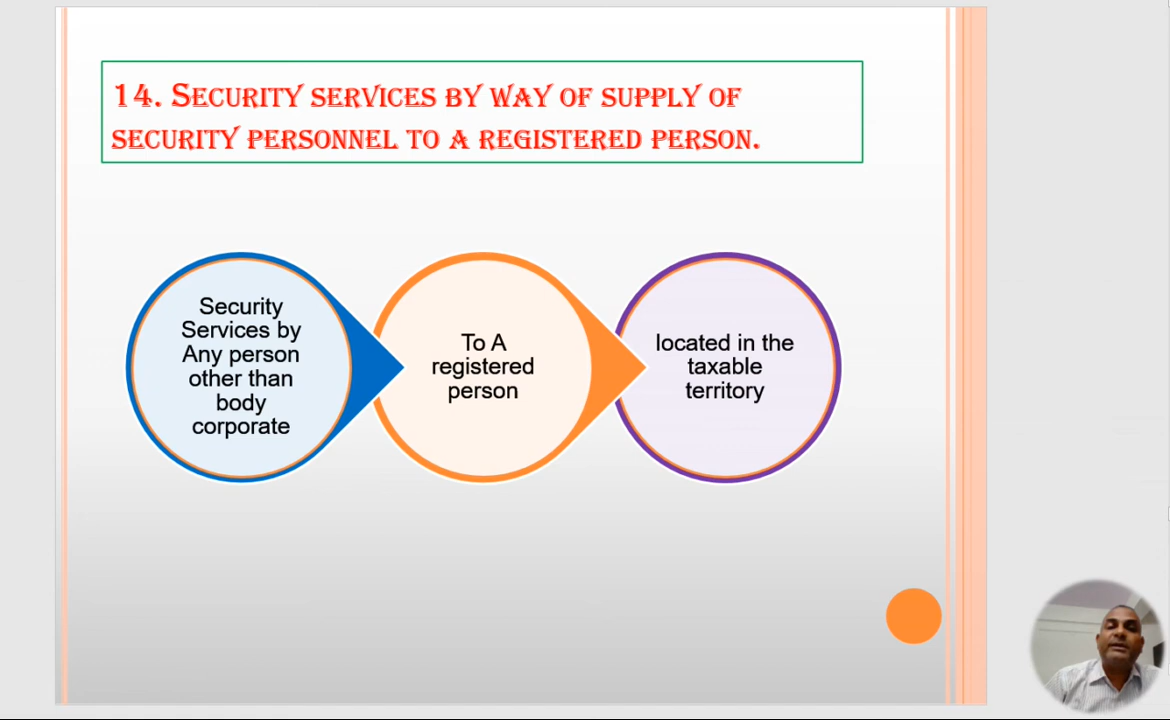 14. Security services by way of supply of
security personnel to a registered person.
Security
Services by
Any person
other than
body
corporate
To A
registered
person
located in the
taxable
territory